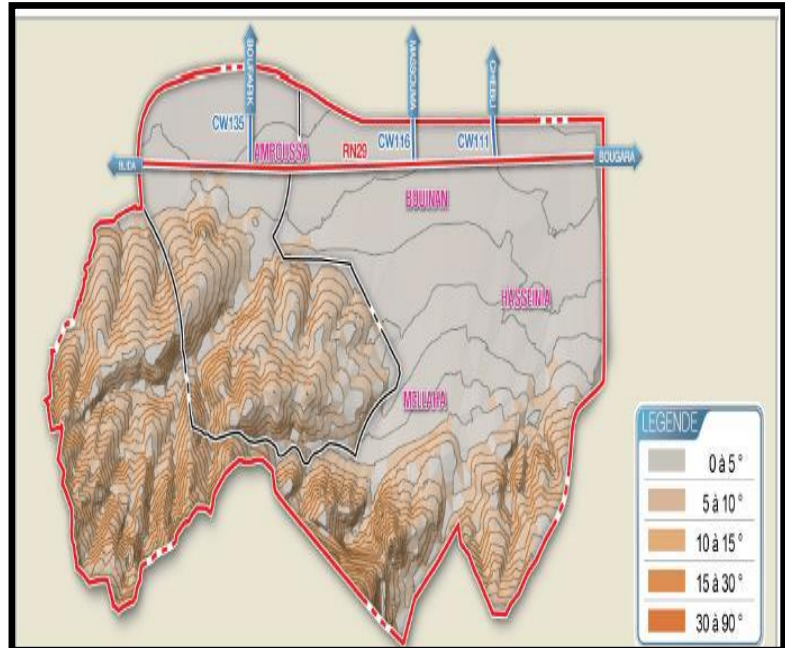 BOUFARIK
MASSOUMA
CHEBLI
CW135
CW116
CW111
AMROUSSA
RN29
BLIDA
BOUGARA
BOUINAN
HASSEINIA
MELLAHA
LEGENDE
0 à 5 °
5 à 10 °
10 à 15 °
15 à 30 °
30 à 90 °